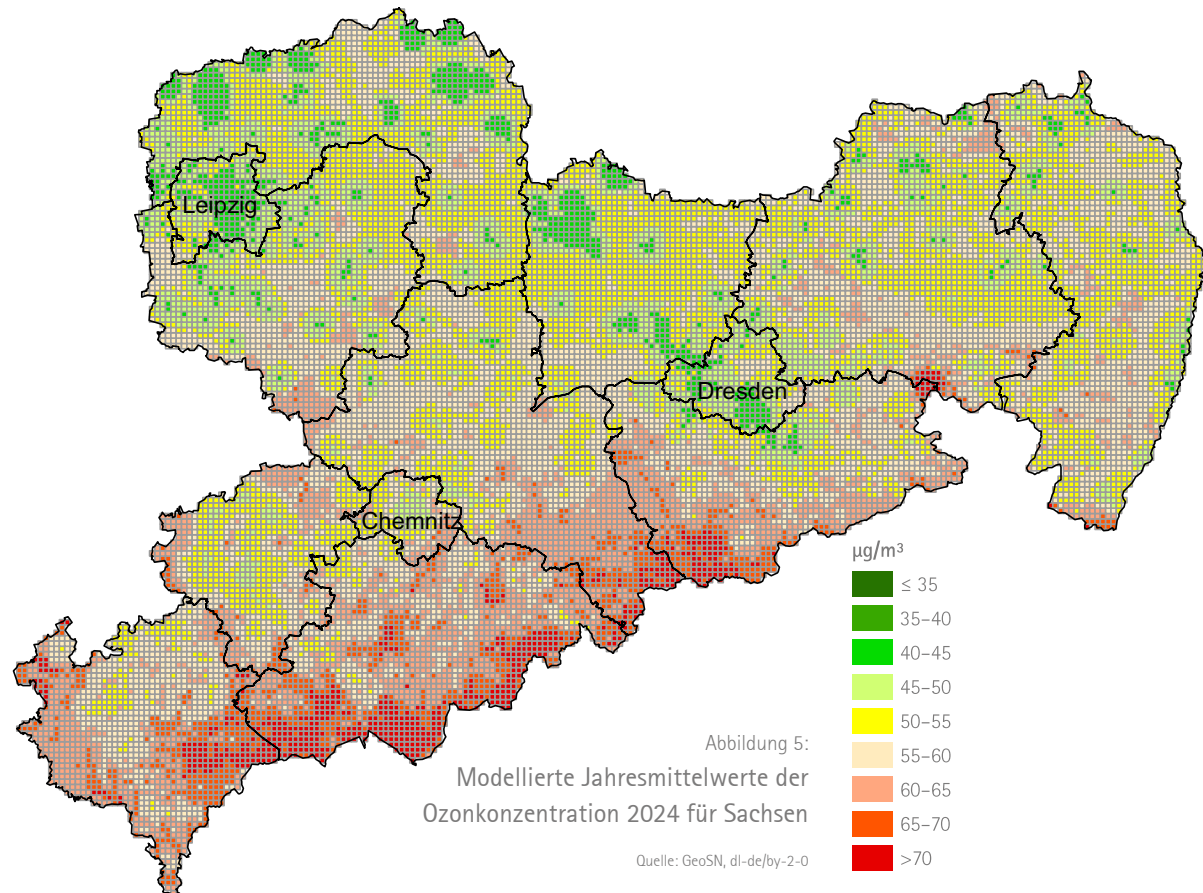 Leipzig
Dresden
Chemnitz
µg/m³
≤ 35
35–40
40–45
45–50
50–55
55–60
60–65
65–70
>70
Abbildung 5:
Modellierte Jahresmittelwerte der
Ozonkonzentration 2024 für Sachsen
Quelle: GeoSN, dl-de/by-2-0